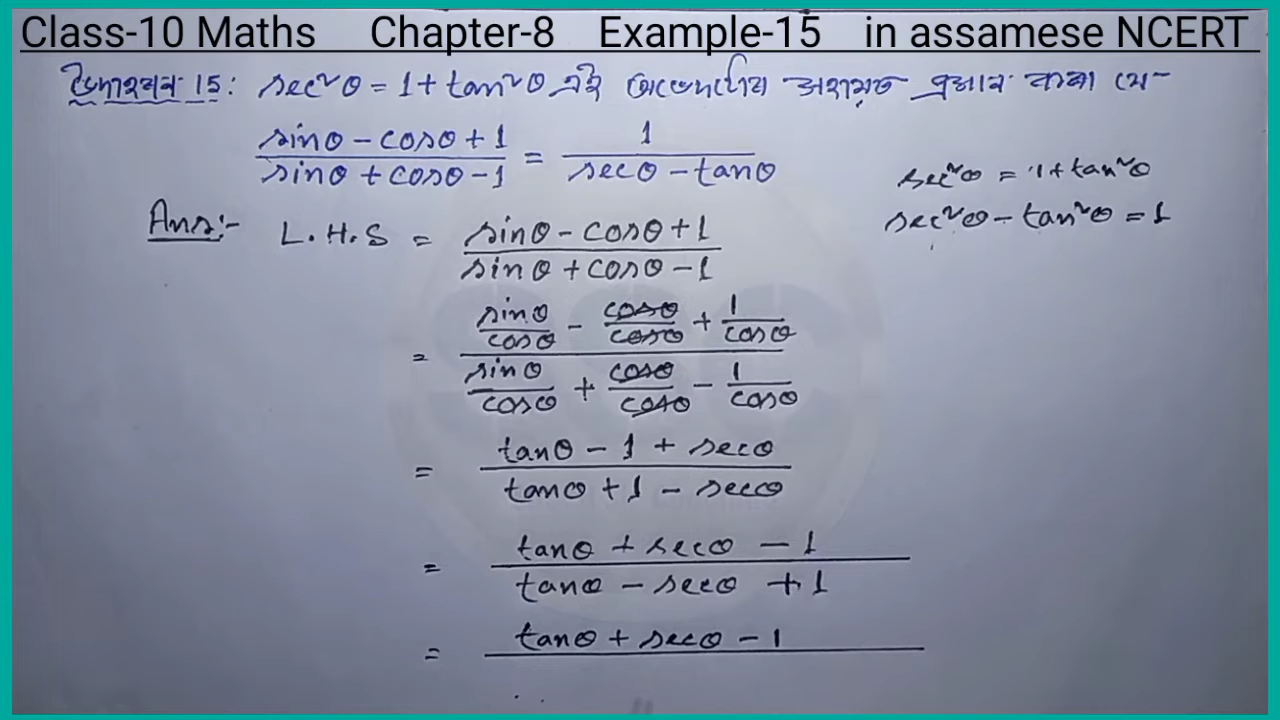 Class-10 Maths Chapter-8 Example-15 in assamese NCERT
উদাহৰণ 15: sec²θ = 1 + tan²θ এই অভেদটোৰ সহায়ত প্ৰমাণ কৰা যে-
sinθ - cosθ + 1 / sinθ + cosθ - 1 = 1 / secθ - tanθ
sec²θ = 1 + tan²θ
sec²θ - tan²θ = 1
Ans:- L.H.S = sinθ - cosθ + 1 / sinθ + cosθ - 1
= sinθ/cosθ - cosθ/cosθ + 1/cosθ / sinθ/cosθ + cosθ/cosθ - 1/cosθ
= tanθ - 1 + secθ / tanθ + 1 - secθ
= tanθ + secθ - 1 / tanθ - secθ + 1
= tanθ + secθ - 1